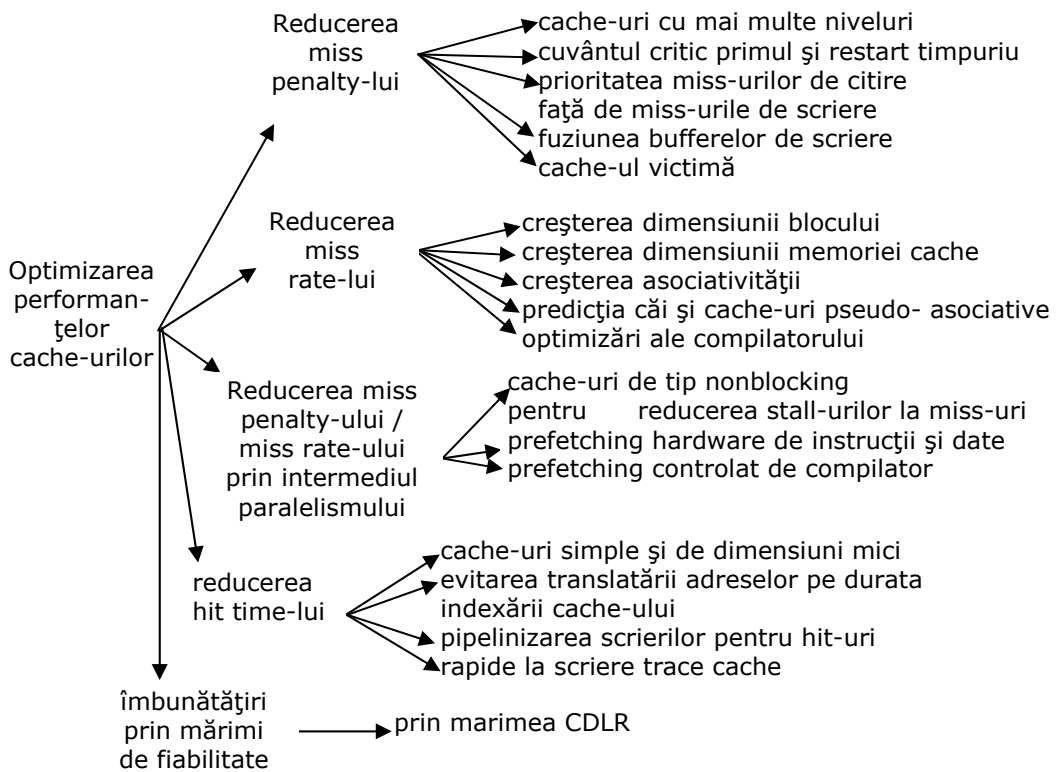 Reducerea
miss
penalty-lui
cache-uri cu mai multe niveluri
cuvântul critic primul şi restart timpuriu
prioritatea miss-urilor de citire
faţă de miss-urile de scriere
fuziunea bufferelor de scriere
cache-ul victimă
Optimizarea
performan-
ţelor
cache-urilor
Reducerea
miss
rate-lui
creşterea dimensiunii blocului
creşterea dimensiunii memoriei cache
creşterea asociativităţii
predicţia căi şi cache-uri pseudo- asociative
optimizări ale compilatorului
Reducerea miss
penalty-ului /
miss rate-ului
prin intermediul
paralelismului
cache-uri de tip nonblocking
pentru reducerea stall-urilor la miss-uri
prefetching hardware de instrucţii şi date
prefetching controlat de compilator
reducerea
hit time-lui
cache-uri simple şi de dimensiuni mici
evitarea translatării adreselor pe durata
indexării cache-ului
pipelinizarea scrierilor pentru hit-uri
rapide la scriere trace cache
îmbunătăţiri
prin mărimi
de fiabilitate
prin marimea CDLR